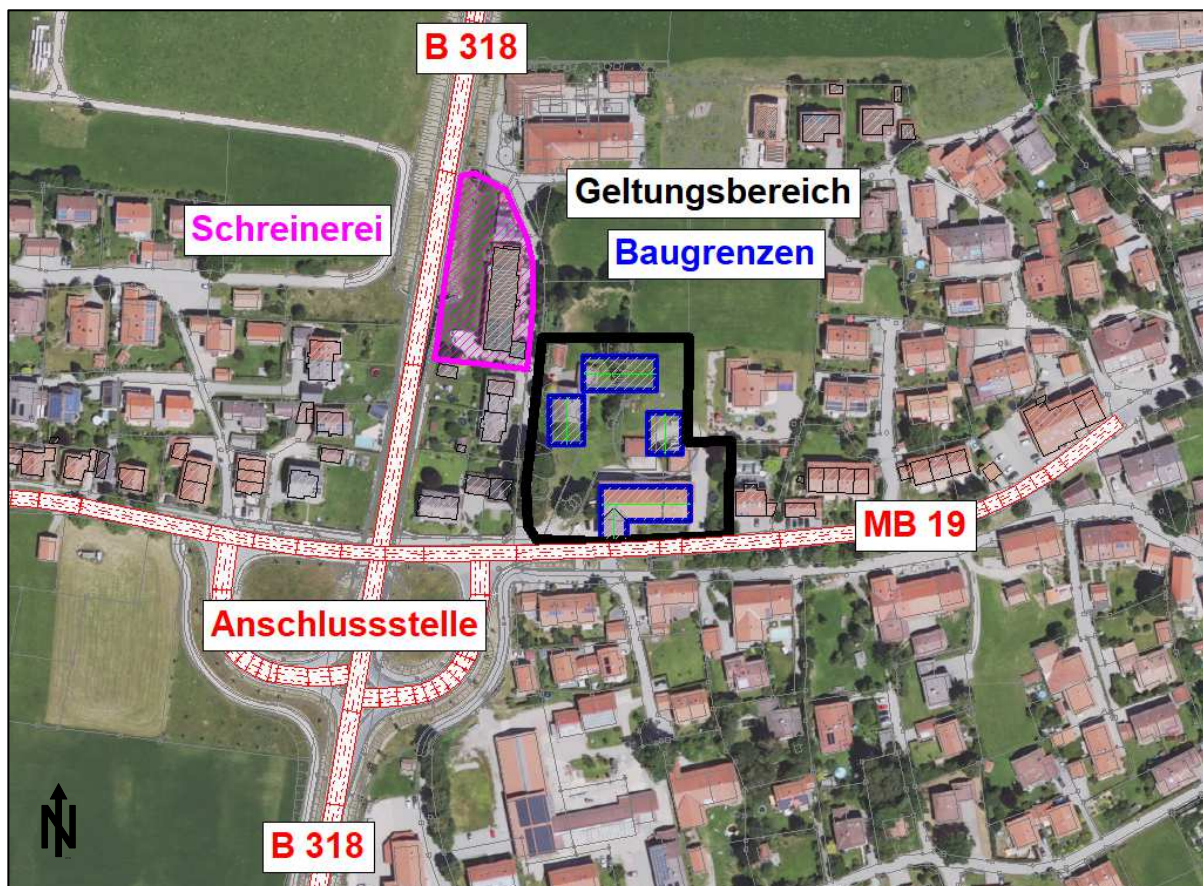 B 318
Geltungsbereich
Schreinerei
Baugrenzen
MB 19
Anschlussstelle
N
B 318